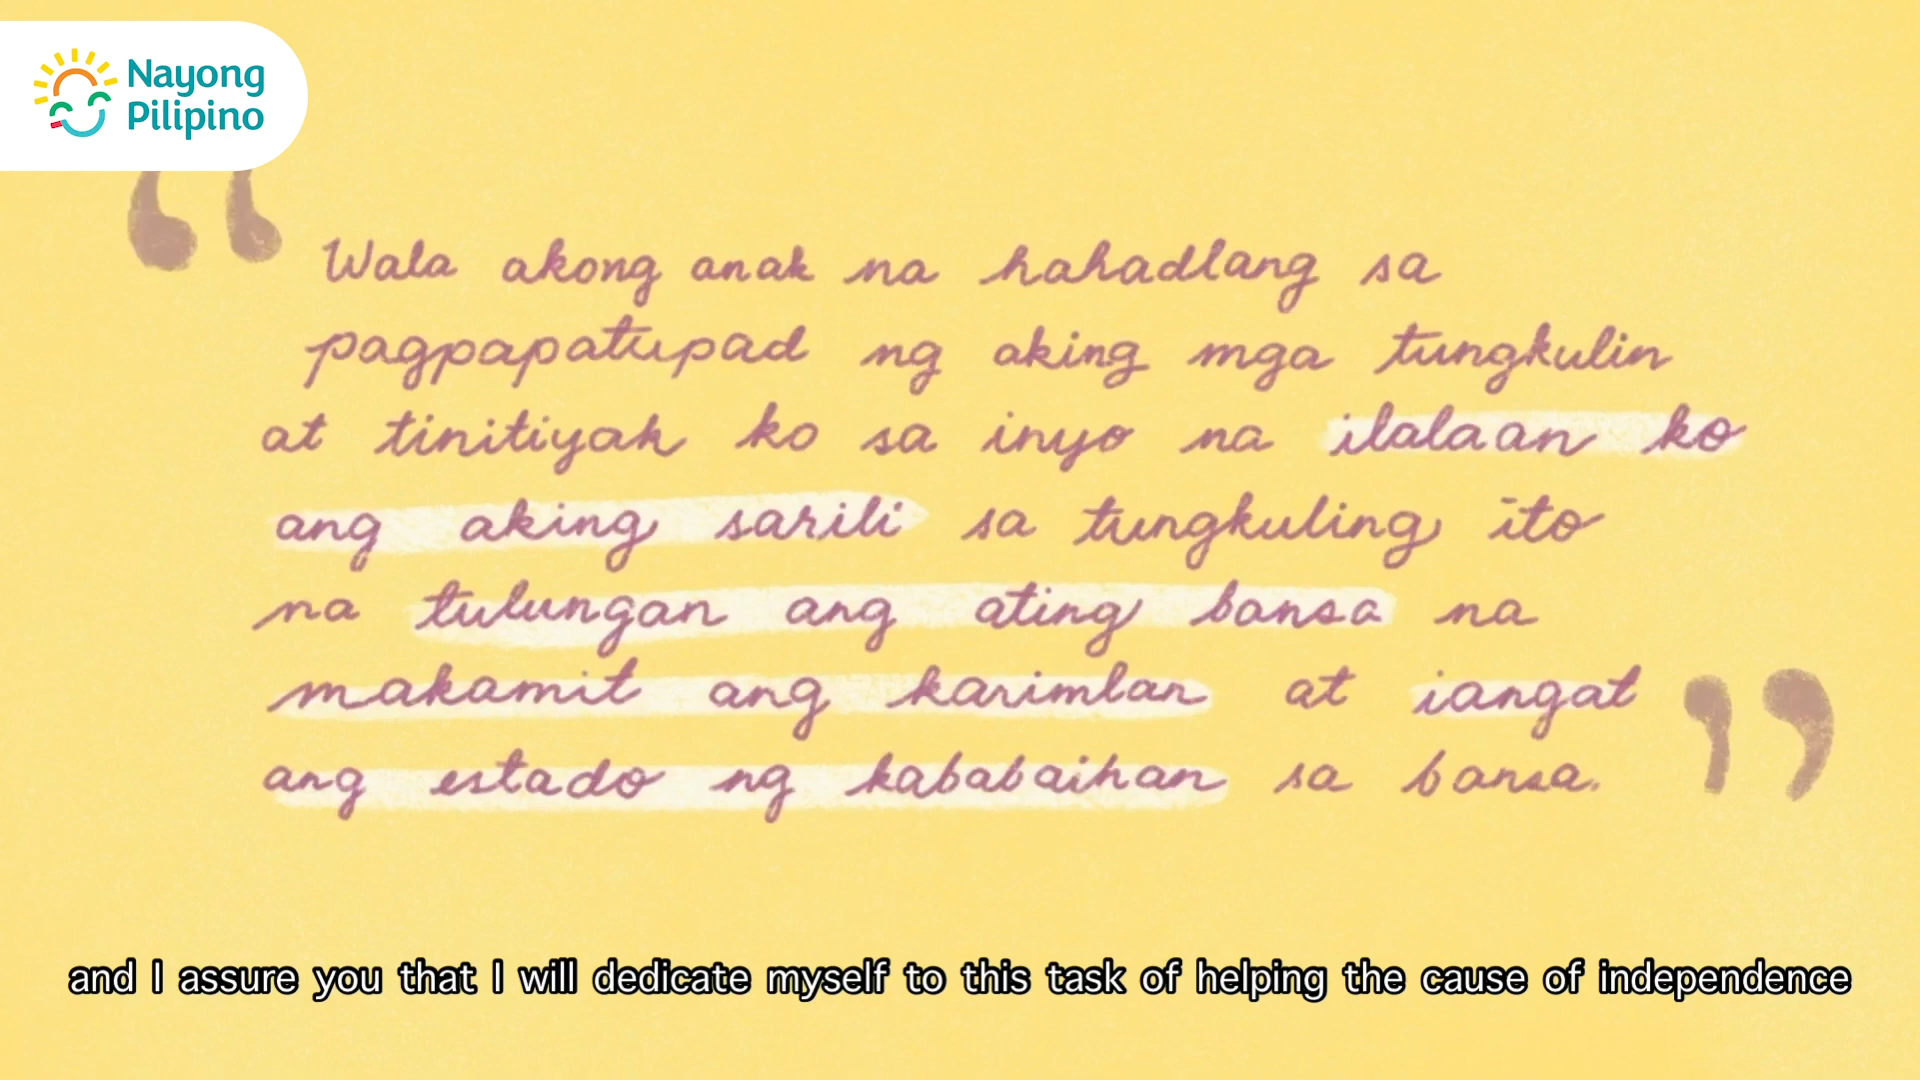 Nayong
Pilipino
“Wala akong anak na hahadlang sa
pagpapatupad ng aking mga tungkulin
at tinitiyak ko sa inyo na ilalaan ko
ang aking sarili sa tungkuling ito
na tulungan ang ating bansa na
makamit ang karimlan at iangat
ang estado ng kababaihan sa bansa.”
and I assure you that I will dedicate myself to this task of helping the cause of independence